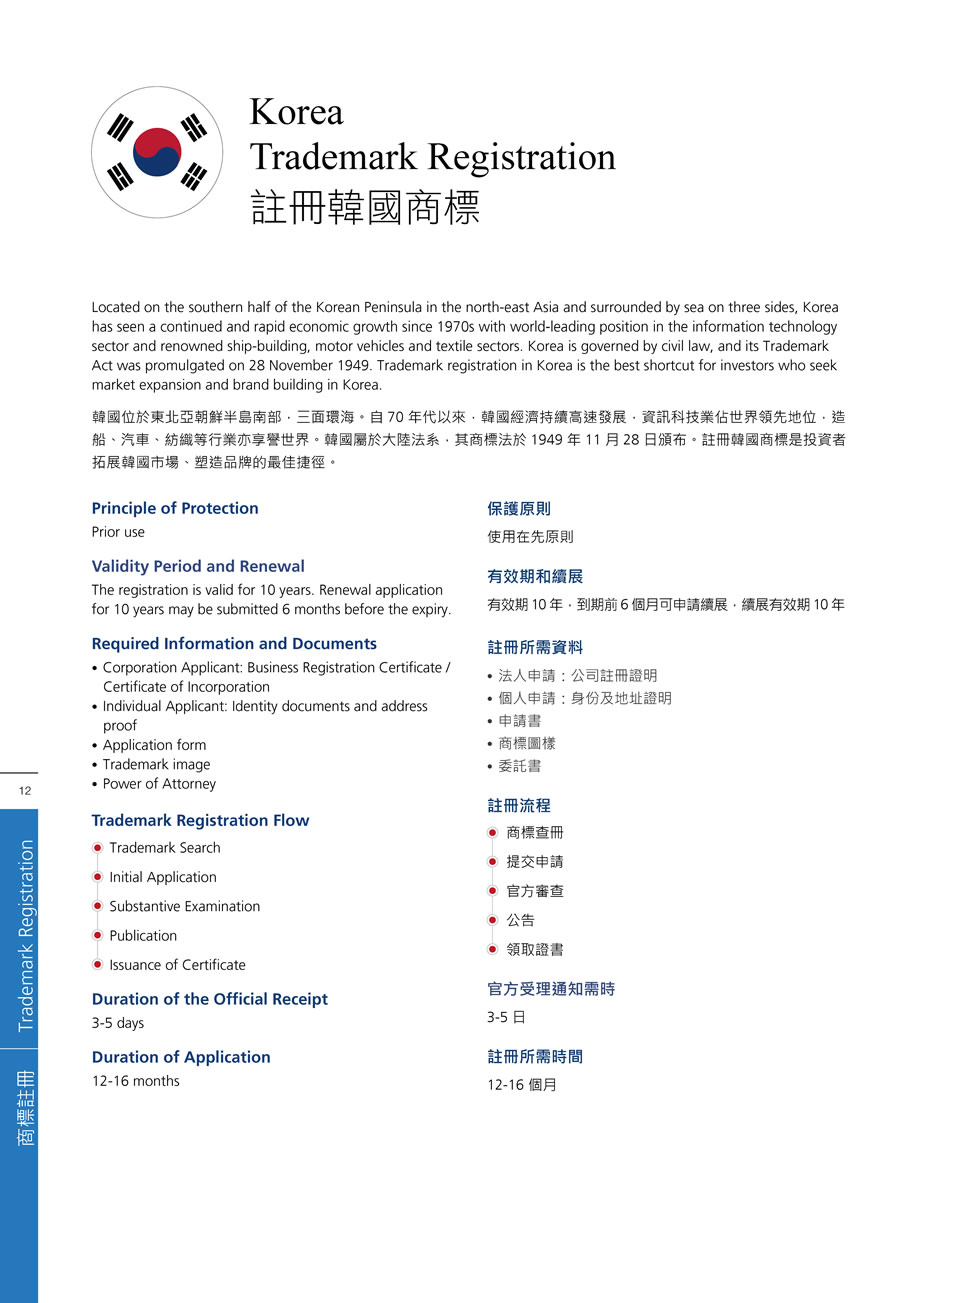 Korea
Trademark Registration
註冊韓國商標
Located on the southern half of the Korean Peninsula in the north-east Asia and surrounded by sea on three sides, Korea
has seen a continued and rapid economic growth since 1970s with world-leading position in the information technology
sector and renowned ship-building, motor vehicles and textile sectors. Korea is governed by civil law, and its Trademark
Act was promulgated on 28 November 1949. Trademark registration in Korea is the best shortcut for investors who seek
market expansion and brand building in Korea.
韓國位於東北亞朝鮮半島南部，三面環海。自 70 年代以來，韓國經濟持續高速發展，資訊科技業佔世界領先地位，造
船、汽車、紡織等行業亦享譽世界。韓國屬於大陸法系，其商標法於 1949 年 11 月 28 日頒布。註冊韓國商標是投資者
拓展韓國市場、塑造品牌的最佳捷徑。
Principle of Protection
Prior use
Validity Period and Renewal
The registration is valid for 10 years. Renewal application
for 10 years may be submitted 6 months before the expiry.
Required Information and Documents
• Corporation Applicant: Business Registration Certificate /
Certificate of Incorporation
• Individual Applicant: Identity documents and address
proof
• Application form
• Trademark image
• Power of Attorney
Trademark Registration Flow
Trademark Search
Initial Application
Substantive Examination
Publication
Issuance of Certificate
Duration of the Official Receipt
3-5 days
Duration of Application
12-16 months
保護原則
使用在先原則
有效期和續展
有效期 10 年，到期前 6 個月可申請續展，續展有效期 10 年
註冊所需資料
• 法人申請：公司註冊證明
• 個人申請：身份及地址證明
• 申請書
• 商標圖樣
• 委託書
註冊流程
商標查冊
提交申請
官方審查
公告
領取證書
官方受理通知需時
3-5 日
註冊所需時間
12-16 個月
12
Trademark Registration
商標註冊